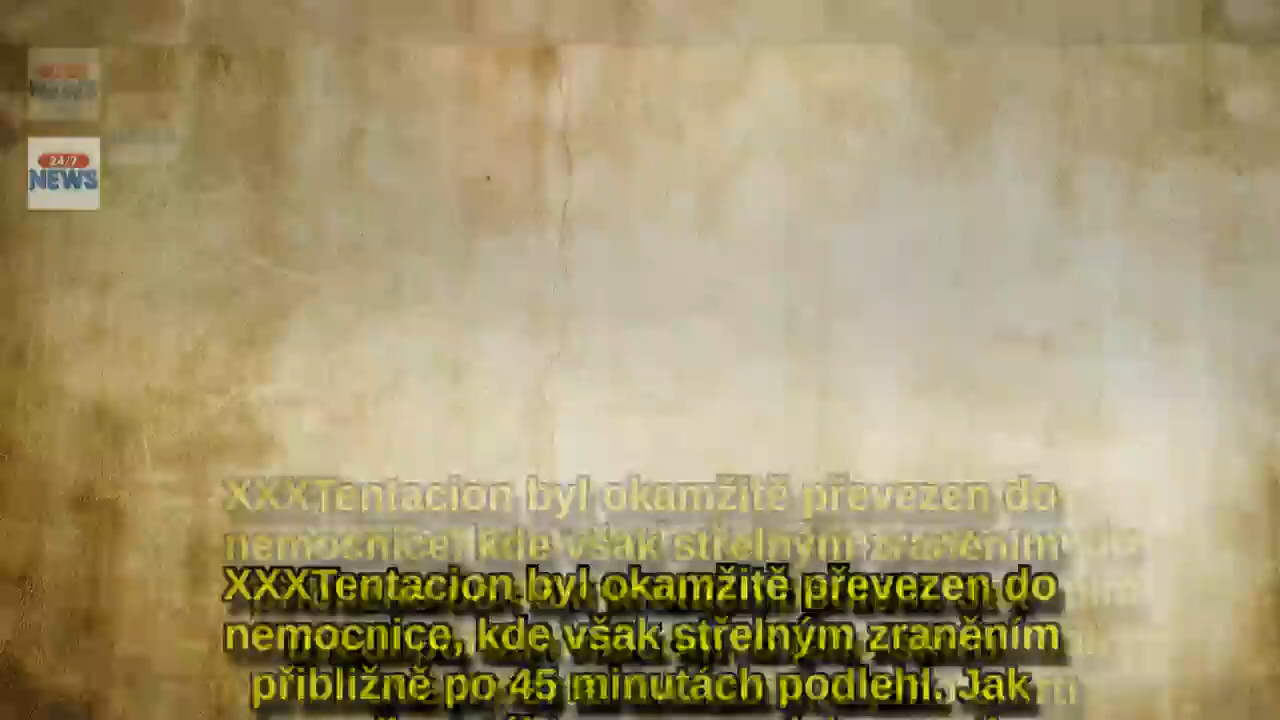 24/7
NEWS
XXXTentacion byl okamžitě převezen do
nemocnice, kde však střelným zraněním
přibližně po 45 minutách podlehl. Jak